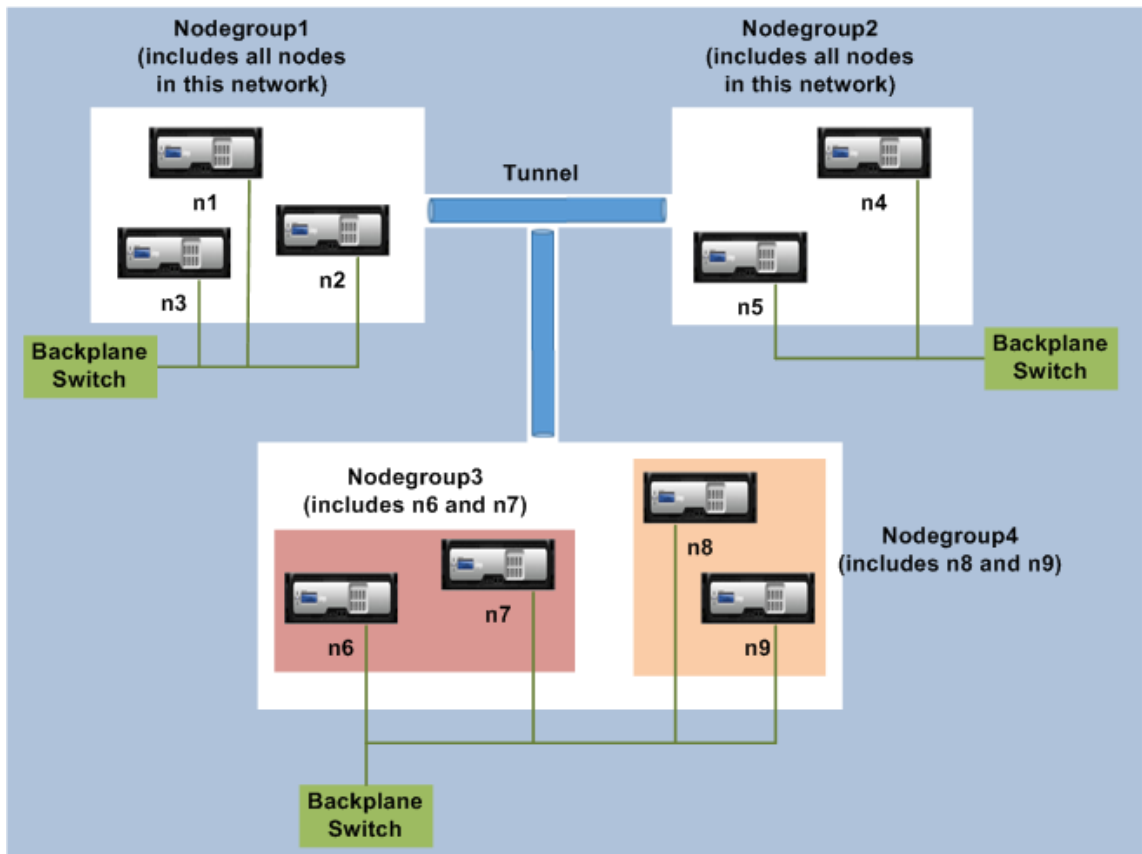 Nodegroup1
(includes all nodes
in this network)
Nodegroup2
(includes all nodes
in this network)
Tunnel
n1
n2
n3
n4
n5
Backplane
Switch
Backplane
Switch
Nodegroup3
(includes n6 and n7)
Nodegroup4
(includes n8 and n9)
n8
n7
n6
n9
Backplane
Switch